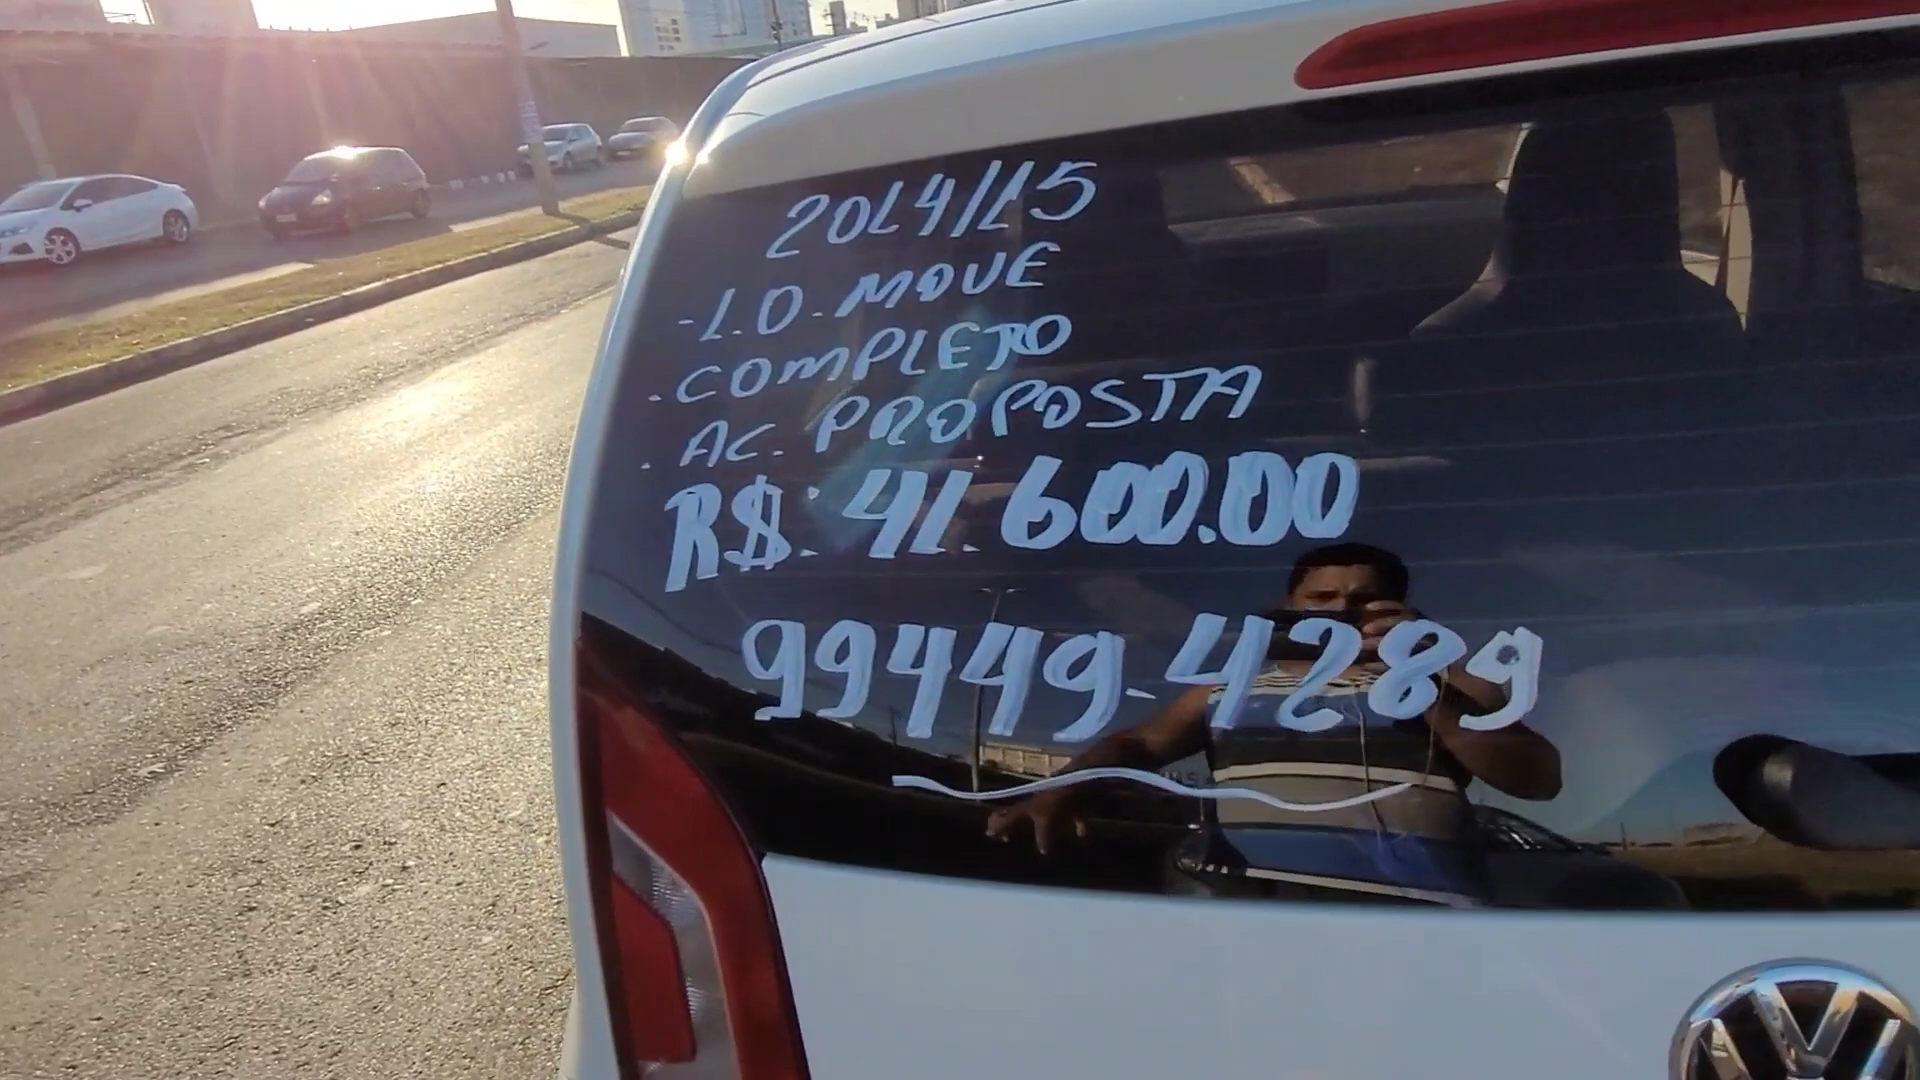 2014/15
-1.0-MOVE
.COMPLETO
.AC. PROPOSTA
R$:41.600.00
99449-4289